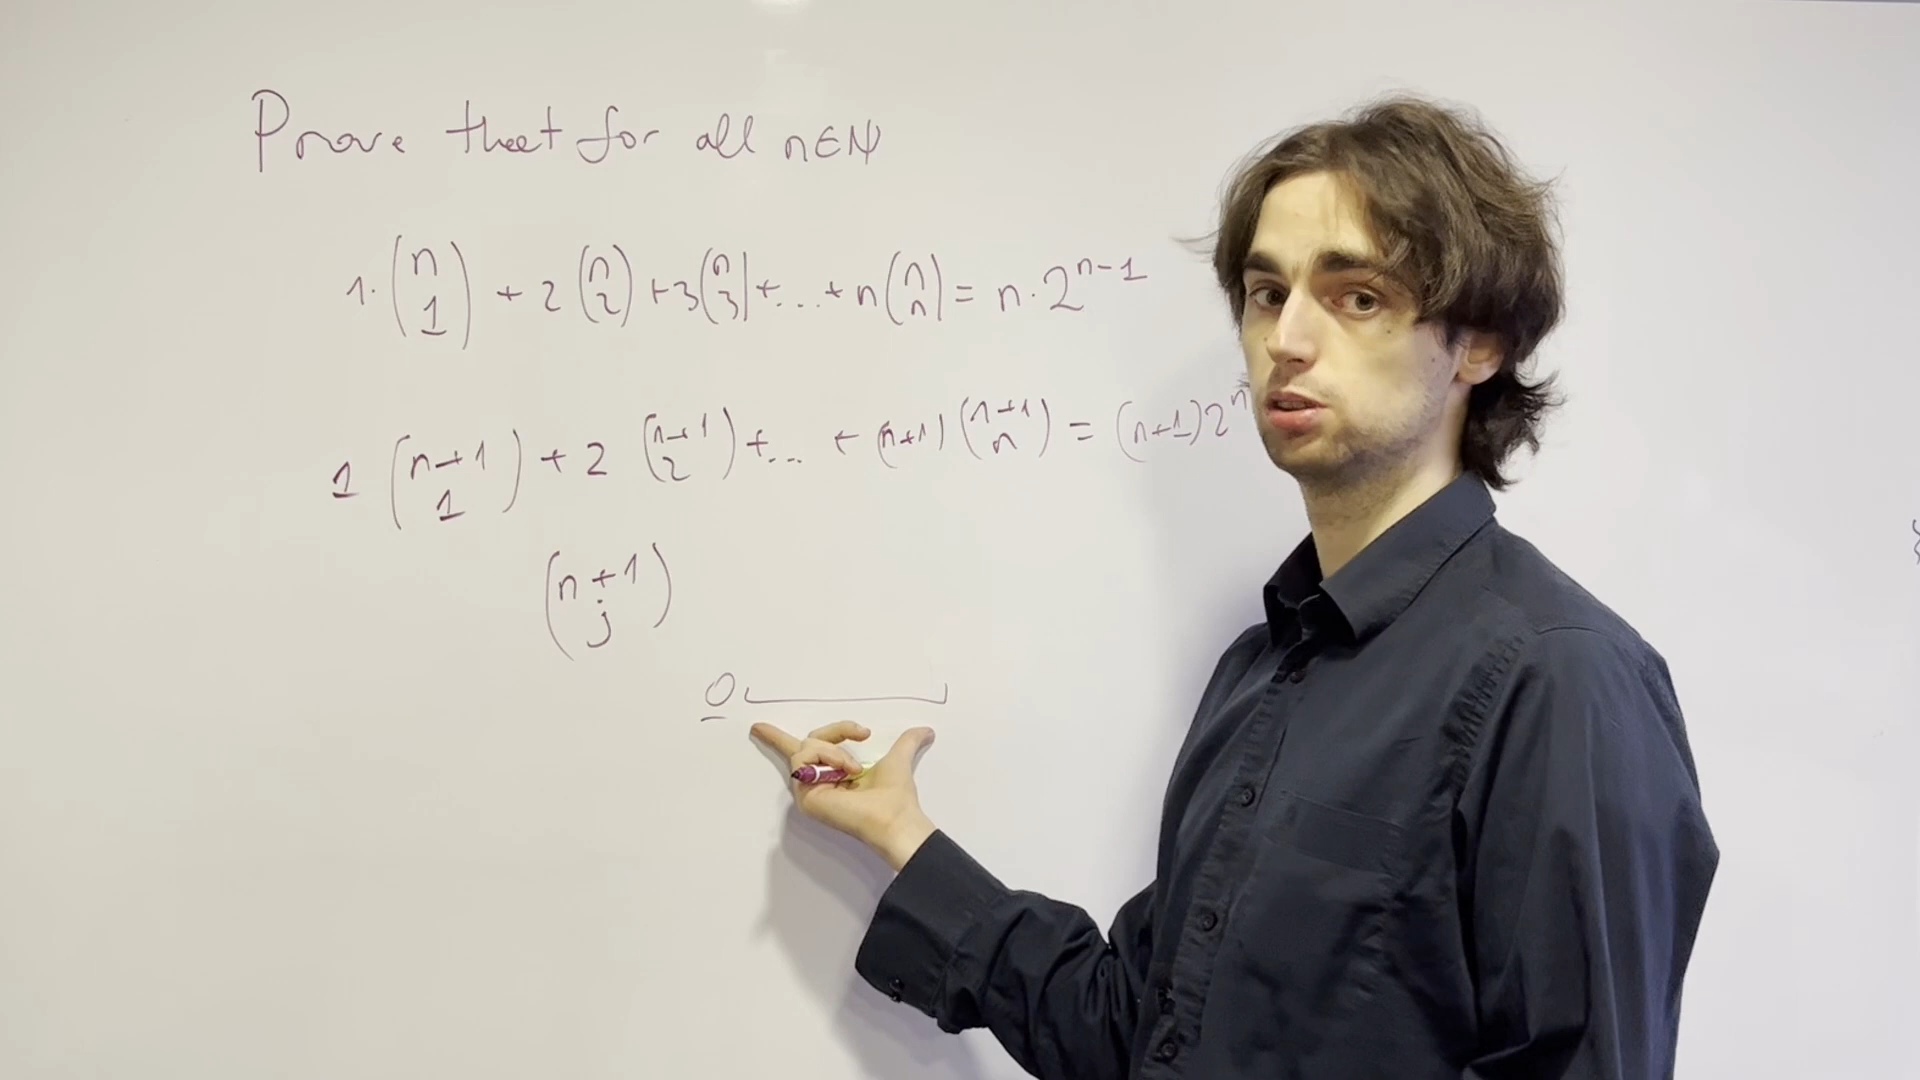 Prove that for all n∈ℕ
1·(n 1) + 2(n 2) + 3(n 3) + ... + n(n n) = n·2^{n-1}
1 (n+1 1) + 2 (n+1 2) + ... + (n+1)(n+1 n) = (n+1)2^n
(n+1 j)
0